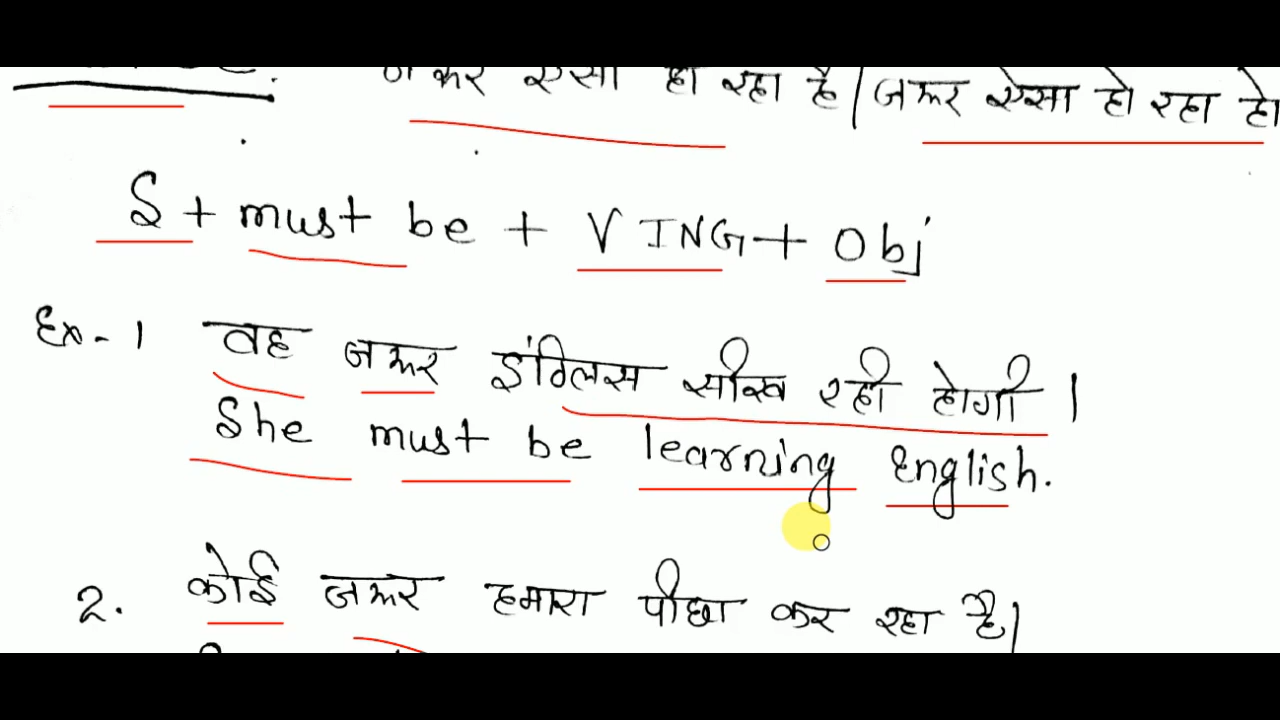 जरूर ऐसा हो रहा है/जरूर ऐसा हो रहा हो
S + must be + V ING + Obj
Ex-1 वह जरूर इंग्लिस सीख रही होगी।
She must be learning English.
2. कोई जरूर हमारा पीछा कर रहा है।